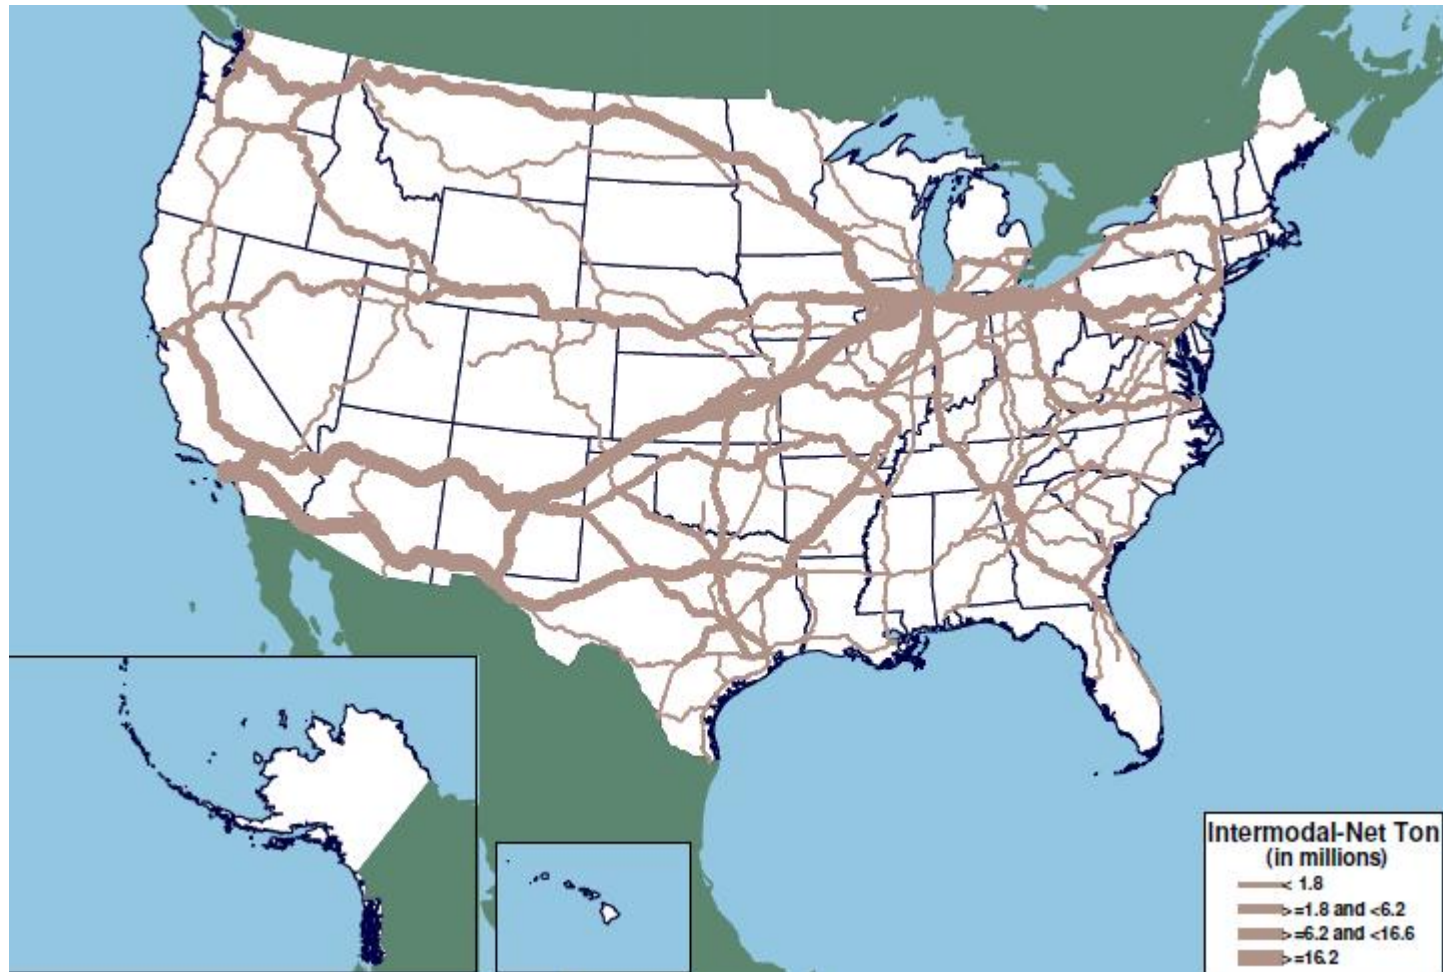 Intermodal-Net Ton
(in millions)
< 1.8
>=1.8 and <6.2
>=6.2 and <16.6
>=16.2